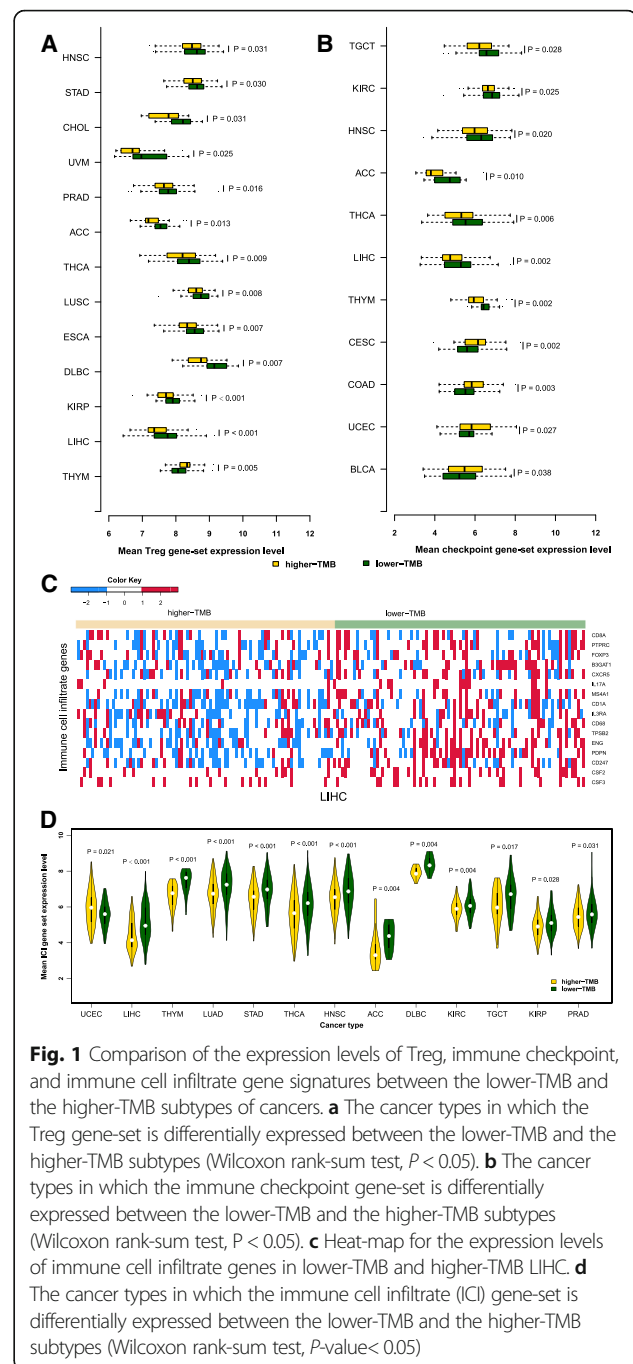 A
HNSC
P = 0.031
STAD
P = 0.030
CHOL
P = 0.031
UVM
P = 0.025
PRAD
P = 0.016
ACC
P = 0.013
THCA
P = 0.009
LUSC
P = 0.008
ESCA
P = 0.007
DLBC
P = 0.007
KIRP
P < 0.001
LIHC
P < 0.001
THYM
P = 0.005
6 7 8 9 10 11 12
Mean Treg gene-set expression level
B
TGCT
P = 0.028
KIRC
P = 0.025
HNSC
P = 0.020
ACC
P = 0.010
THCA
P = 0.006
LIHC
P = 0.002
THYM
P = 0.002
CESC
P = 0.002
COAD
P = 0.003
UCEC
P = 0.027
BLCA
P = 0.038
2 4 6 8 10 12
Mean checkpoint gene-set expression level
higher-TMB lower-TMB
C
Color Key
-2 -1 0 1 2
higher-TMB lower-TMB
Immune cell infiltrate genes
CD8A
PTPRC
FOXP3
B3GAT1
CXCR5
IL17A
MS4A1
CD1A
IL3RA
CD68
TPSB2
ENG
PDPN
CD247
CSF2
CSF3
LIHC
D
Mean ICI gene set expression level
10
8
6
4
2
P = 0.021 P < 0.001 P < 0.001 P < 0.001 P < 0.001 P < 0.001 P < 0.001 P = 0.004 P = 0.004 P = 0.004 P = 0.017 P = 0.028 P = 0.031
higher-TMB
lower-TMB
UCEC LIHC THYM LUAD STAD THCA HNSC ACC DLBC KIRC TGCT KIRP PRAD
Cancer type
Fig. 1 Comparison of the expression levels of Treg, immune checkpoint,
and immune cell infiltrate gene signatures between the lower-TMB and
the higher-TMB subtypes of cancers. a The cancer types in which the
Treg gene-set is differentially expressed between the lower-TMB and the
higher-TMB subtypes (Wilcoxon rank-sum test, P < 0.05). b The cancer
types in which the immune checkpoint gene-set is differentially
expressed between the lower-TMB and the higher-TMB subtypes
(Wilcoxon rank-sum test, P < 0.05). c Heat-map for the expression levels
of immune cell infiltrate genes in lower-TMB and higher-TMB LIHC. d
The cancer types in which the immune cell infiltrate (ICI) gene-set is
differentially expressed between the lower-TMB and the higher-TMB
subtypes (Wilcoxon rank-sum test, P-value< 0.05)